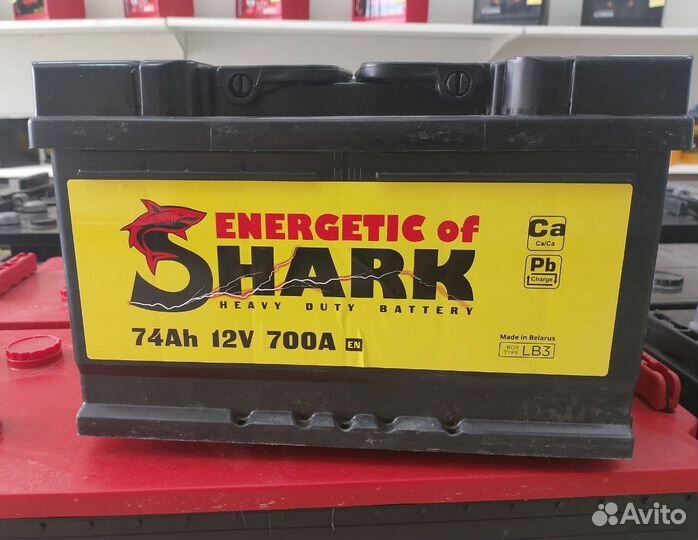 ENERGETIC of
SHARK
HEAVY DUTY BATTERY
74Ah 12V 700A EN
Ca
Ca/Ca
Pb
Charge
Made in Belarus
BOX TYPE LB3
Avito